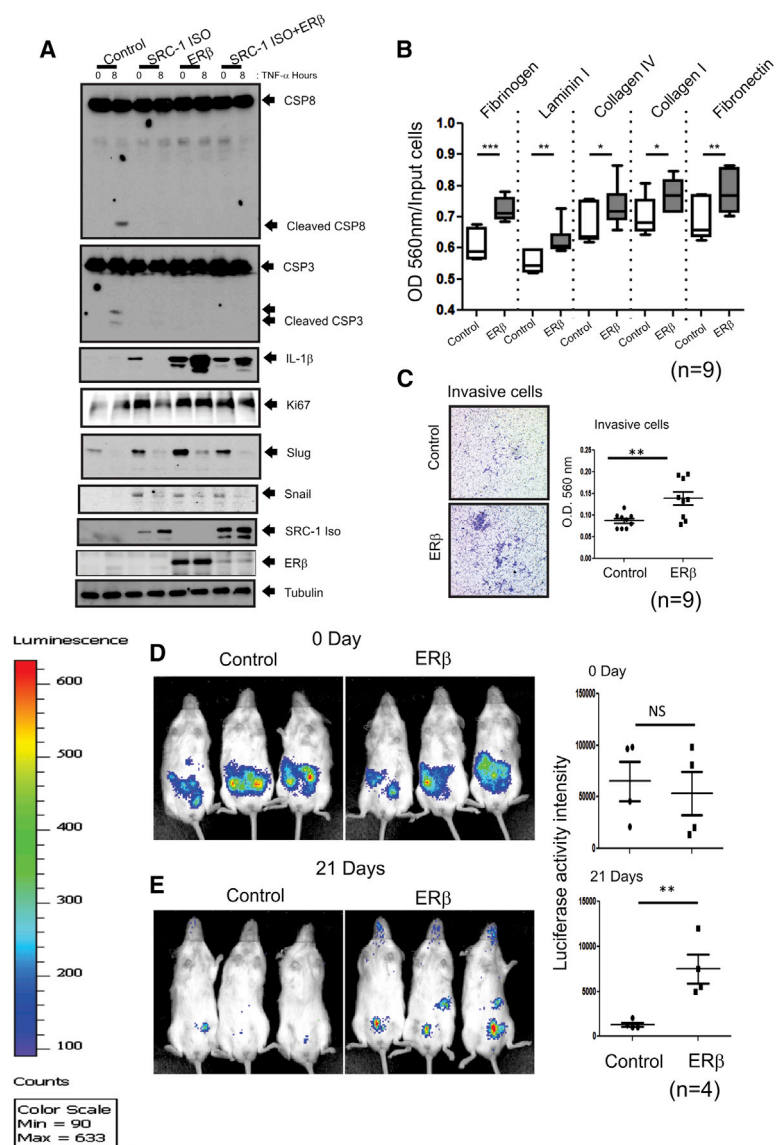 A
Control
SRC-1 ISO
ERβ
SRC-1 ISO+ERβ
0 8 0 8 0 8 0 8 : TNF-α Hours
CSP8
Cleaved CSP8
CSP3
Cleaved CSP3
IL-1β
Ki67
Slug
Snail
SRC-1 Iso
ERβ
Tubulin
B
Fibrinogen
Laminin I
Collagen IV
Collagen I
Fibronectin
OD 560nm/Input cells
1.0
0.9
0.8
0.7
0.6
0.5
0.4
*** ** * * **
Control ERβ Control ERβ Control ERβ Control ERβ Control ERβ
(n=9)
C
Invasive cells
Control
ERβ
Invasive cells
O.D. 560 nm
0.25
0.20
0.15
0.10
0.05
0.00
**
Control ERβ
(n=9)
Luminescence
600
500
400
300
200
100
Counts
Color Scale
Min = 90
Max = 633
D
0 Day
Control ERβ
E
21 Days
Control ERβ
Luciferase activity intensity
0 Day
150000
100000
50000
0
NS
21 Days
15000
10000
5000
0
**
Control ERβ
(n=4)